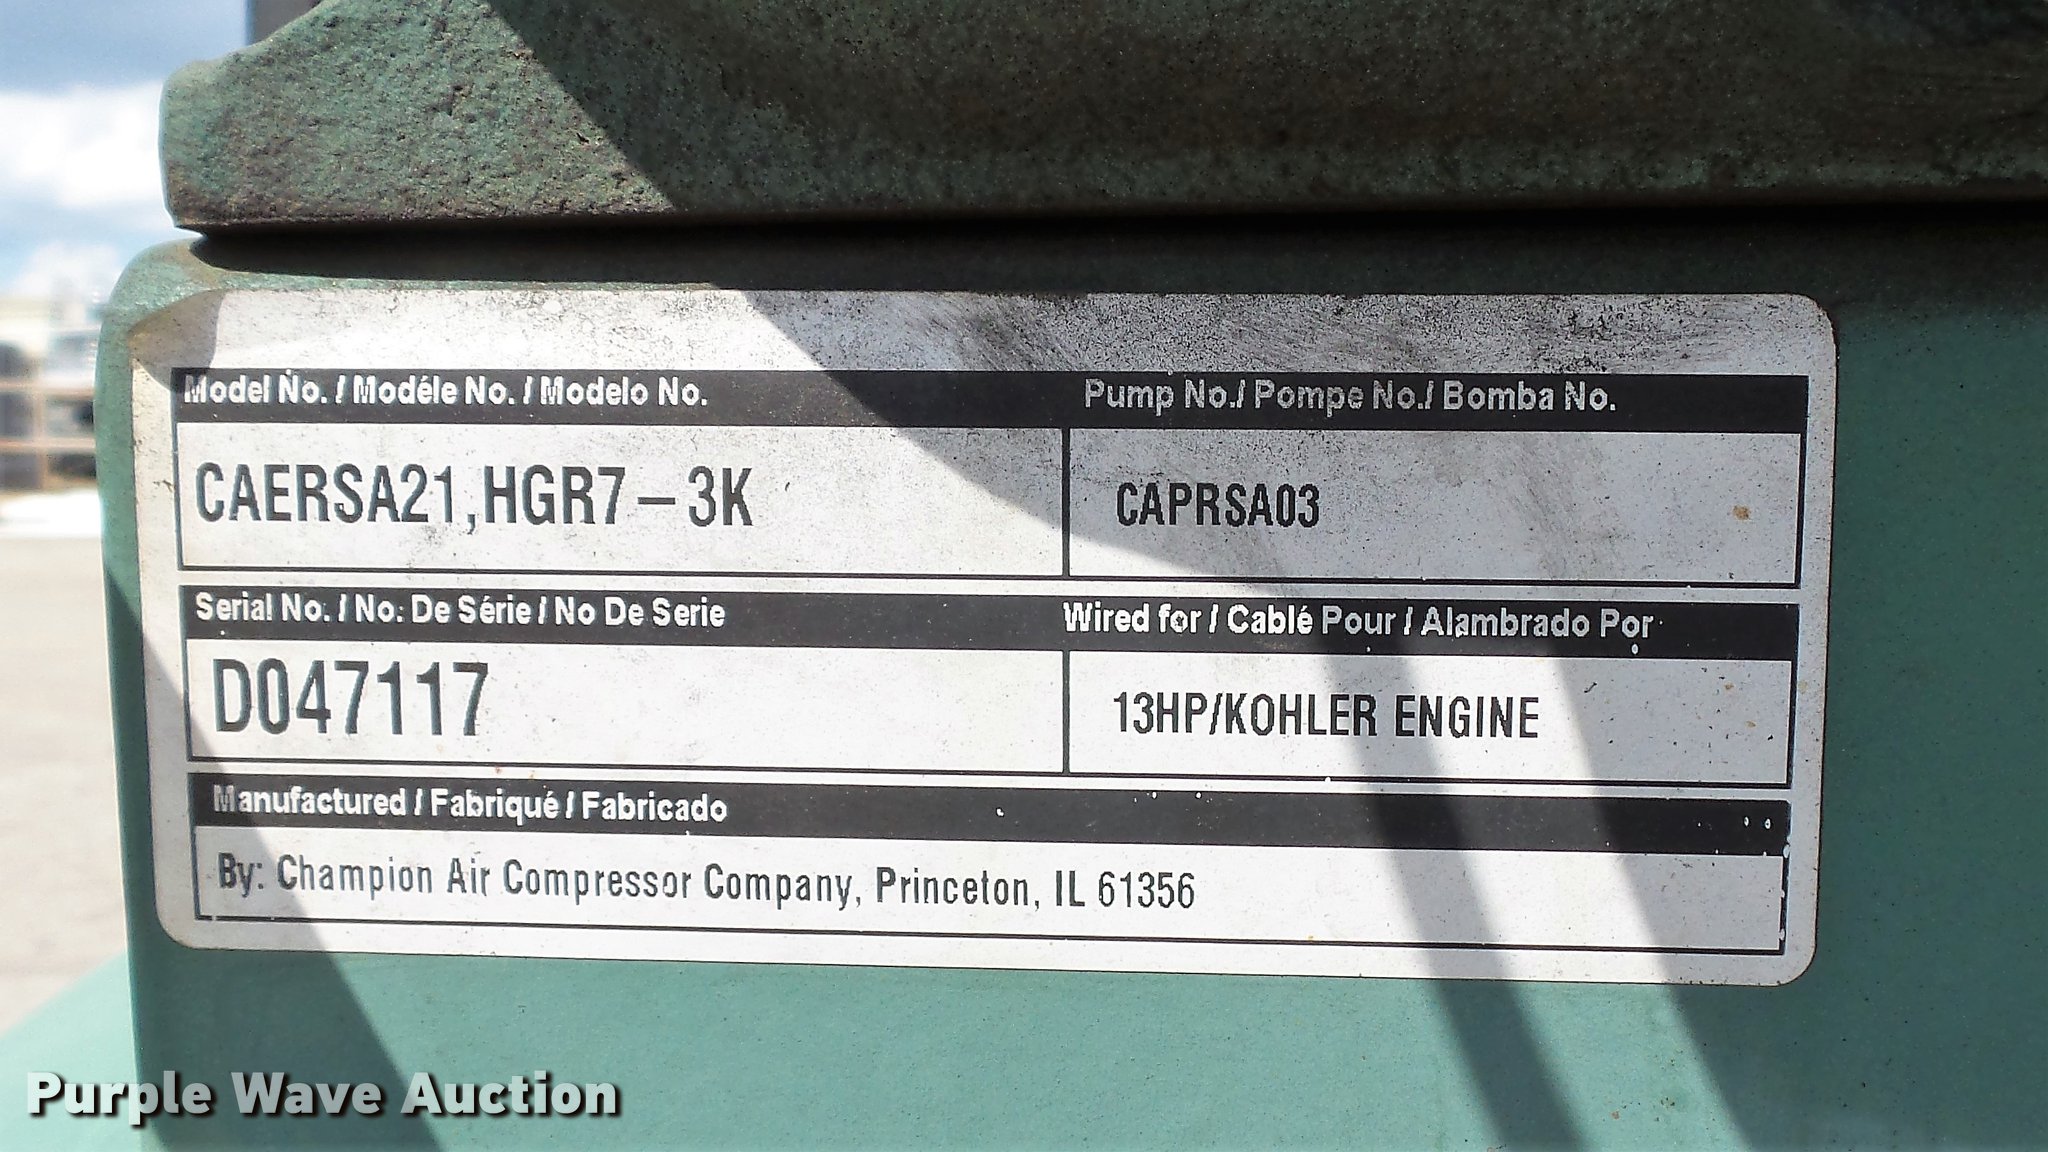 Model No. / Modéle No. / Modelo No.
Pump No./ Pompe No./ Bomba No.
CAERSA21,HGR7-3K
CAPRSA03
Serial No. / No: De Série / No De Serie
Wired for / Cablé Pour / Alambrado Por
D047117
13HP/KOHLER ENGINE
Manufactured / Fabriqué / Fabricado
By: Champion Air Compressor Company, Princeton, IL 61356
Purple Wave Auction